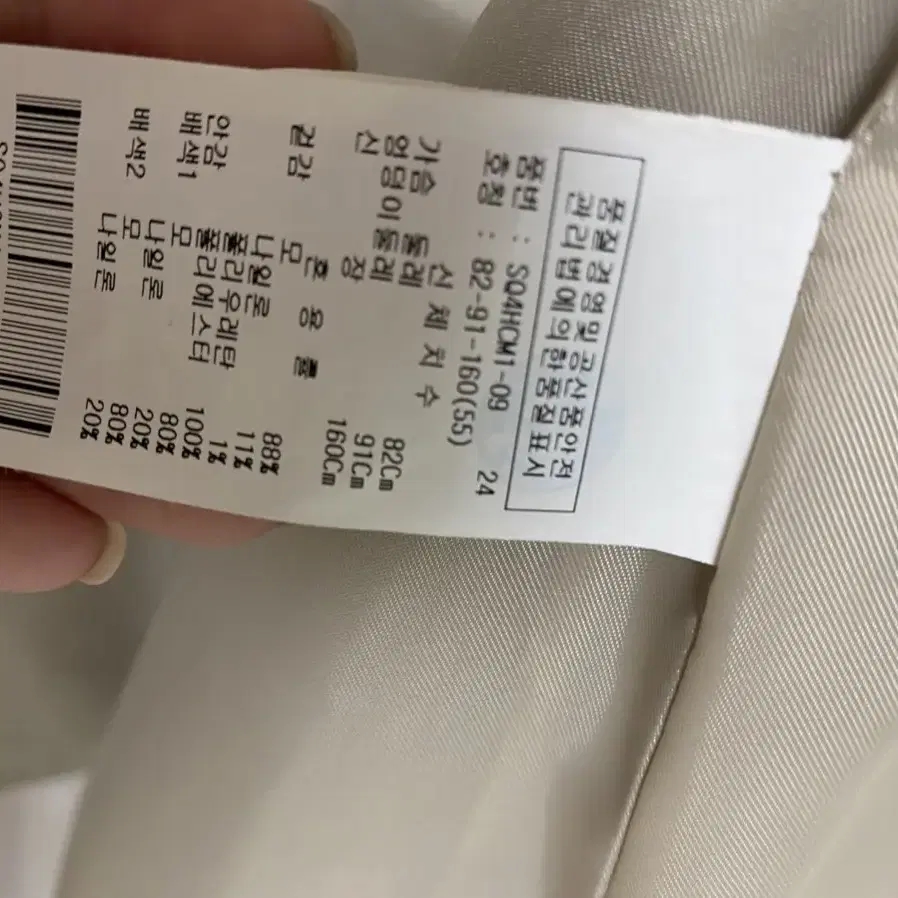 품질경영및공산품안전
관리법에의한품질표시
품번 : SQ4HCM1-09 24
호칭 : 82-91-160(55)
신 체 치 수
가슴 둘레 82Cm
엉덩이둘레 91Cm
신 장 160Cm
혼 용 률
겉감 모 88%
나일론 11%
폴리우레탄 1%
안감 폴리에스터 100%
배색1 모 80%
나일론 20%
배색2 모 80%
나일론 20%